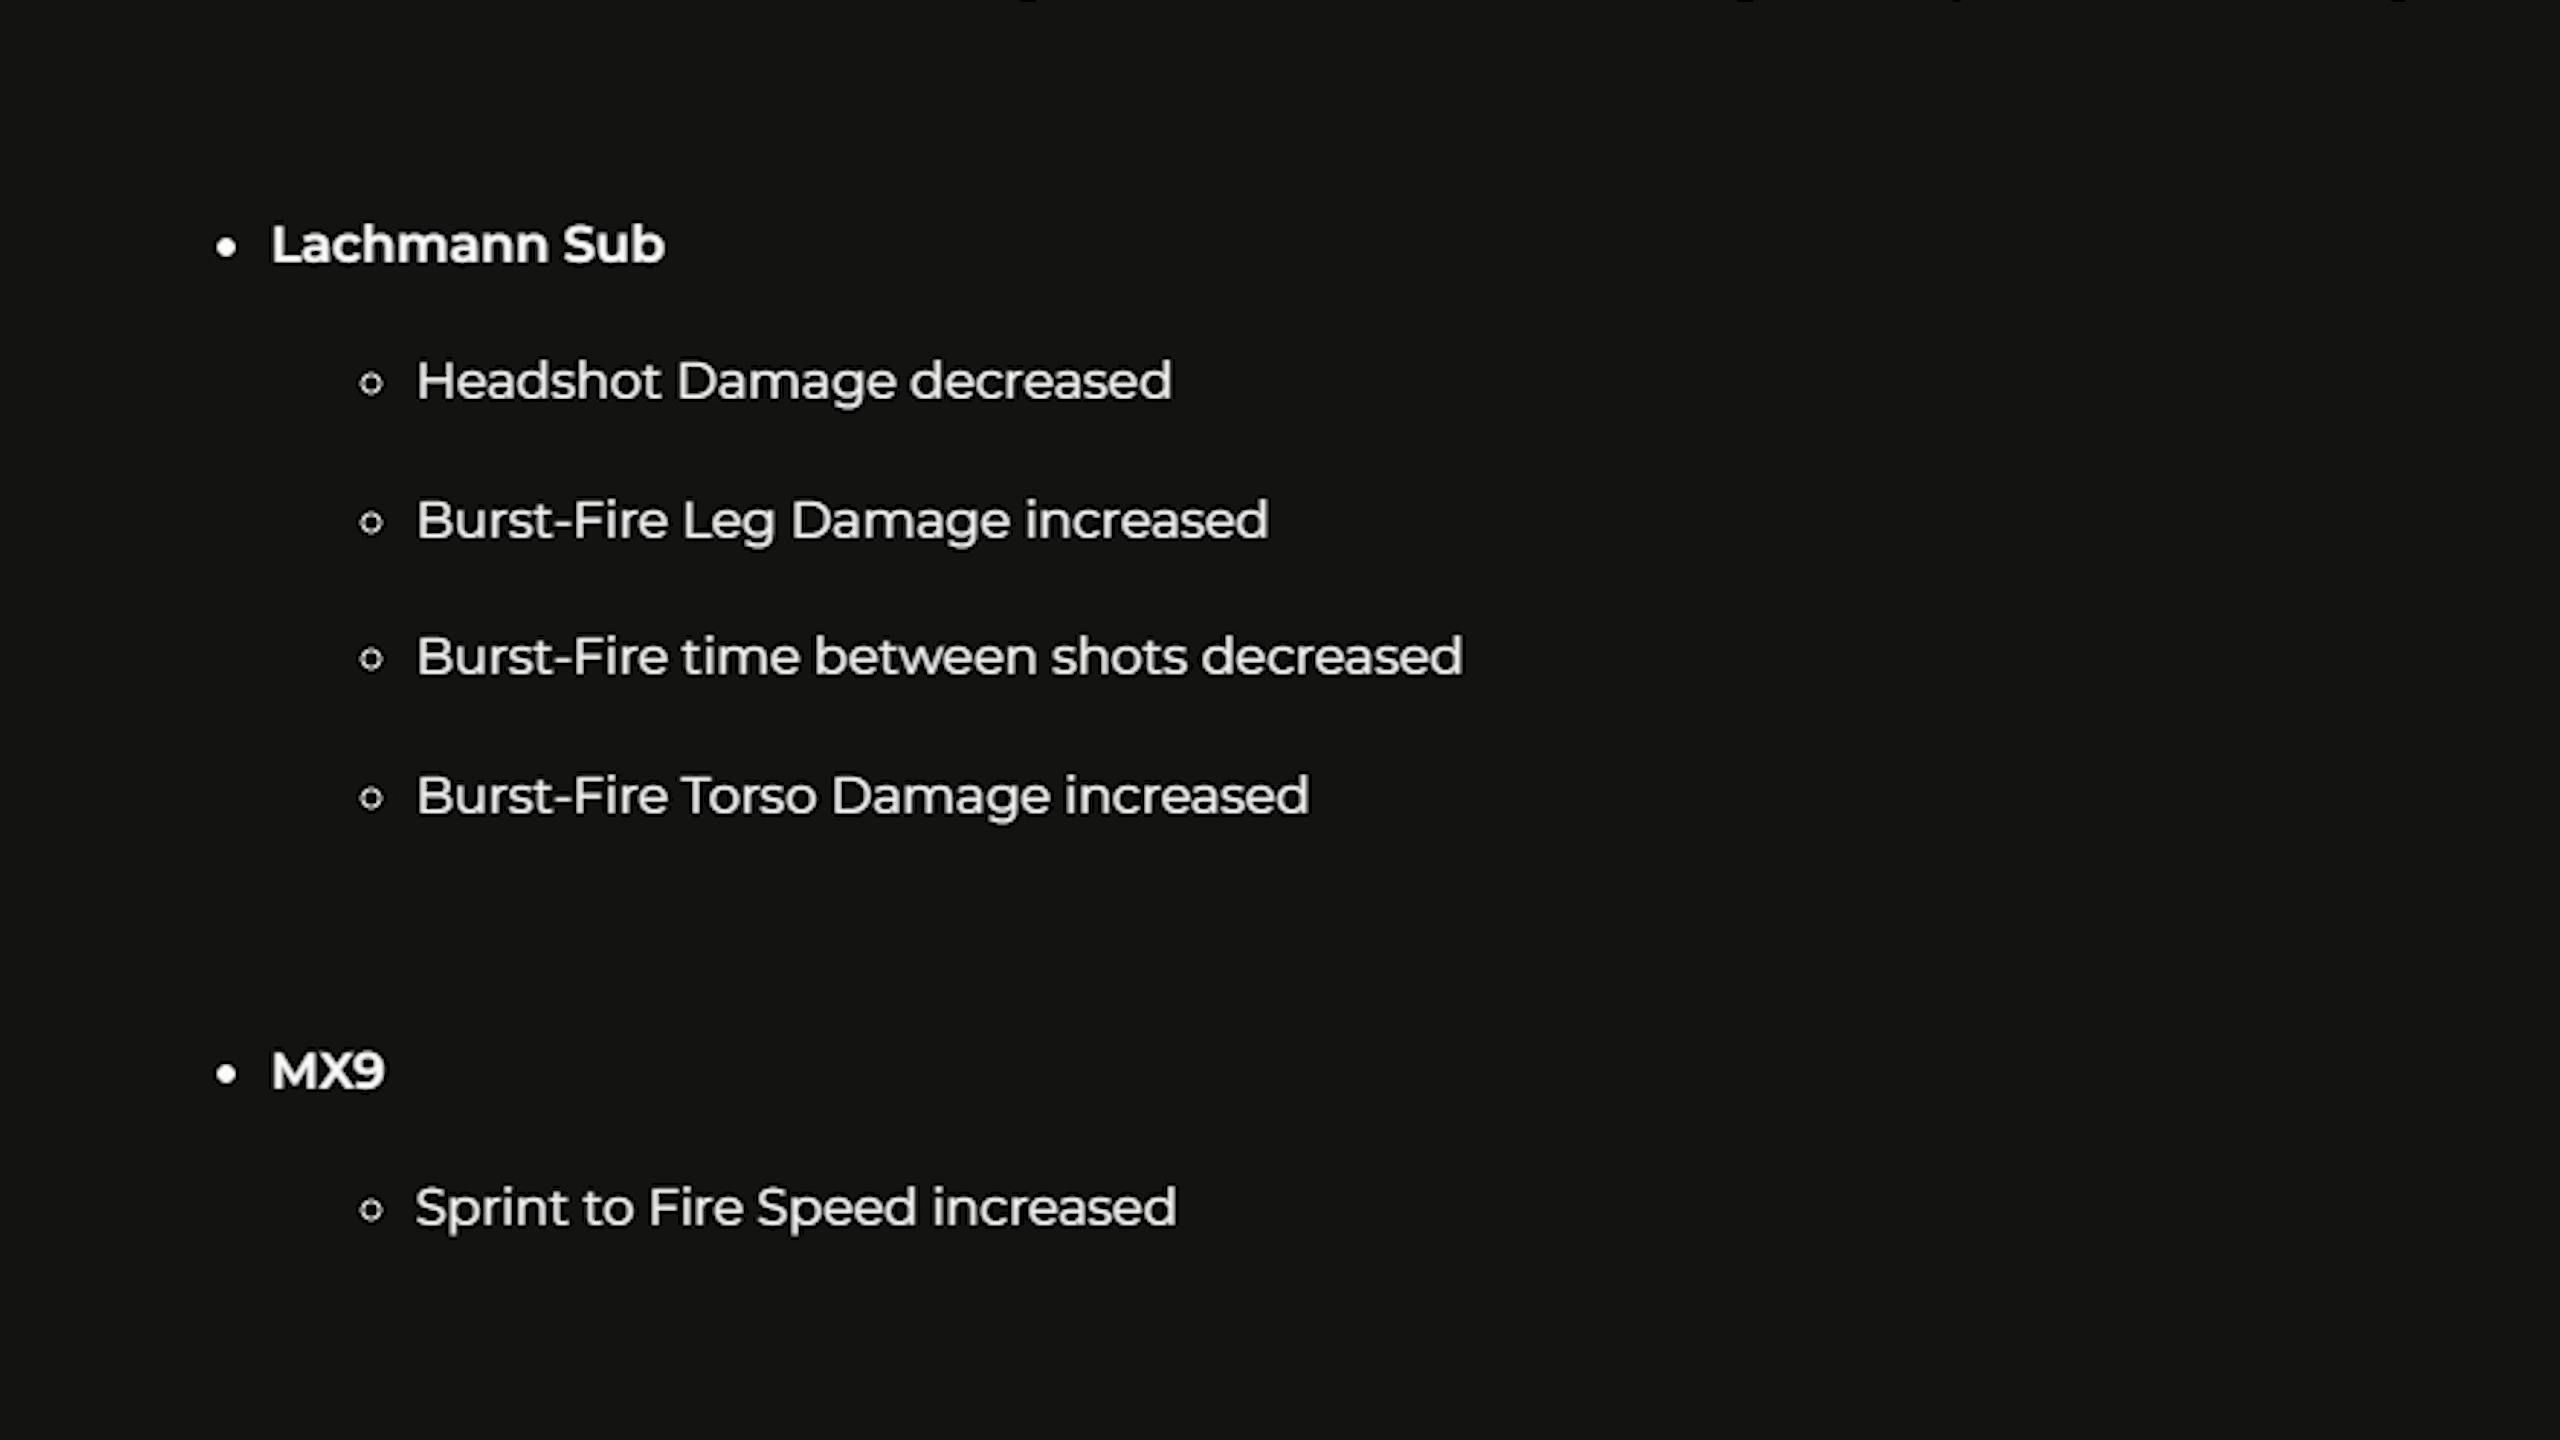 • Lachmann Sub
○ Headshot Damage decreased
○ Burst-Fire Leg Damage increased
○ Burst-Fire time between shots decreased
○ Burst-Fire Torso Damage increased
• MX9
○ Sprint to Fire Speed increased